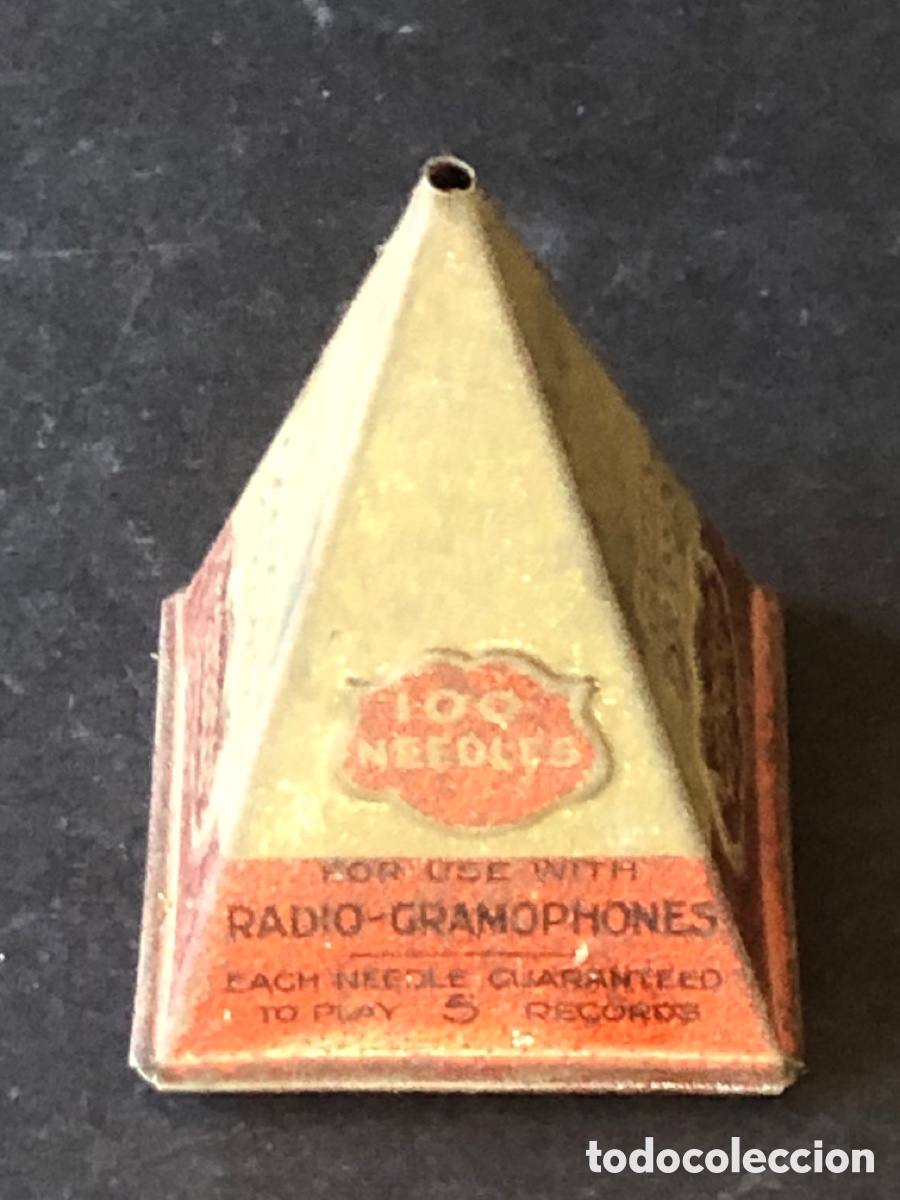 100
NEEDLES
FOR USE WITH
RADIO-GRAMOPHONES
EACH NEEDLE GUARANTEED
TO PLAY 5 RECORDS
todocoleccion